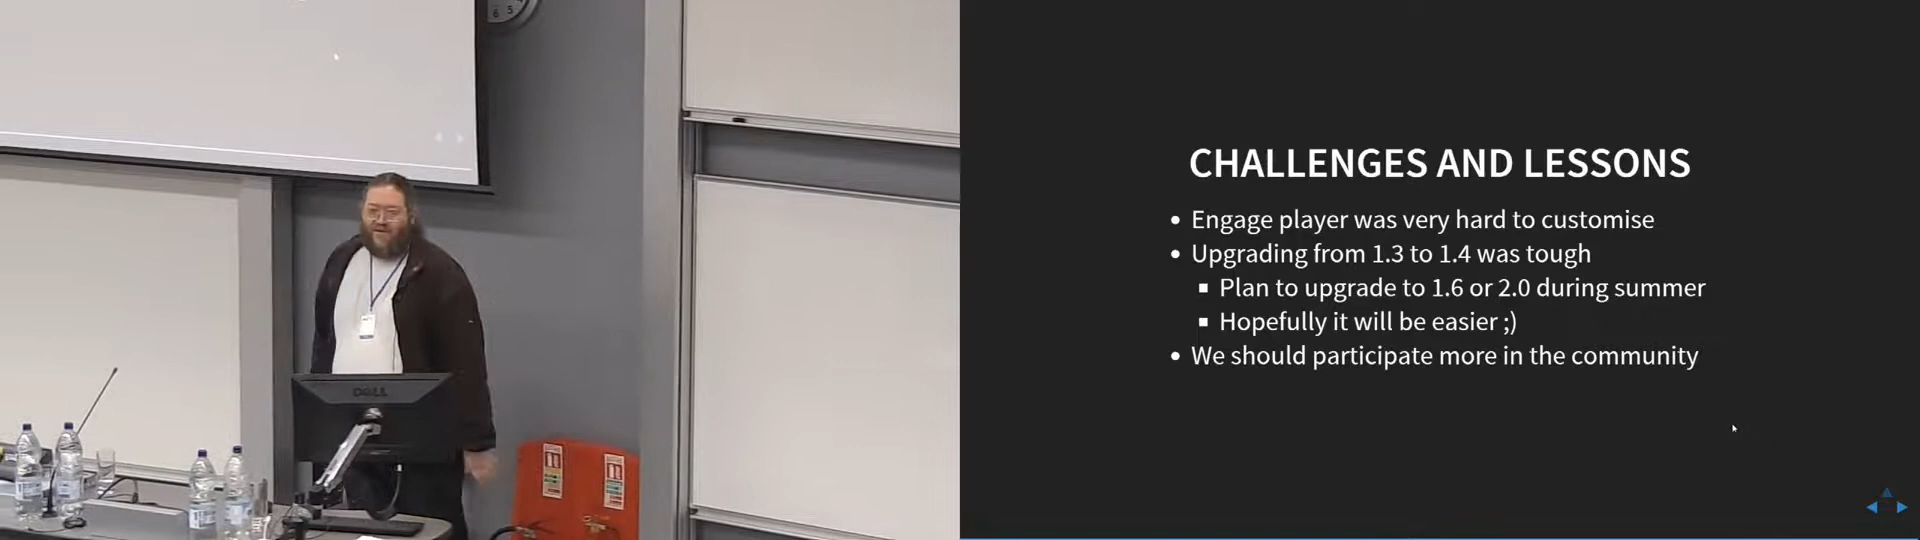 6 5
DELL
CHALLENGES AND LESSONS
Engage player was very hard to customise
Upgrading from 1.3 to 1.4 was tough
Plan to upgrade to 1.6 or 2.0 during summer
Hopefully it will be easier ;)
We should participate more in the community